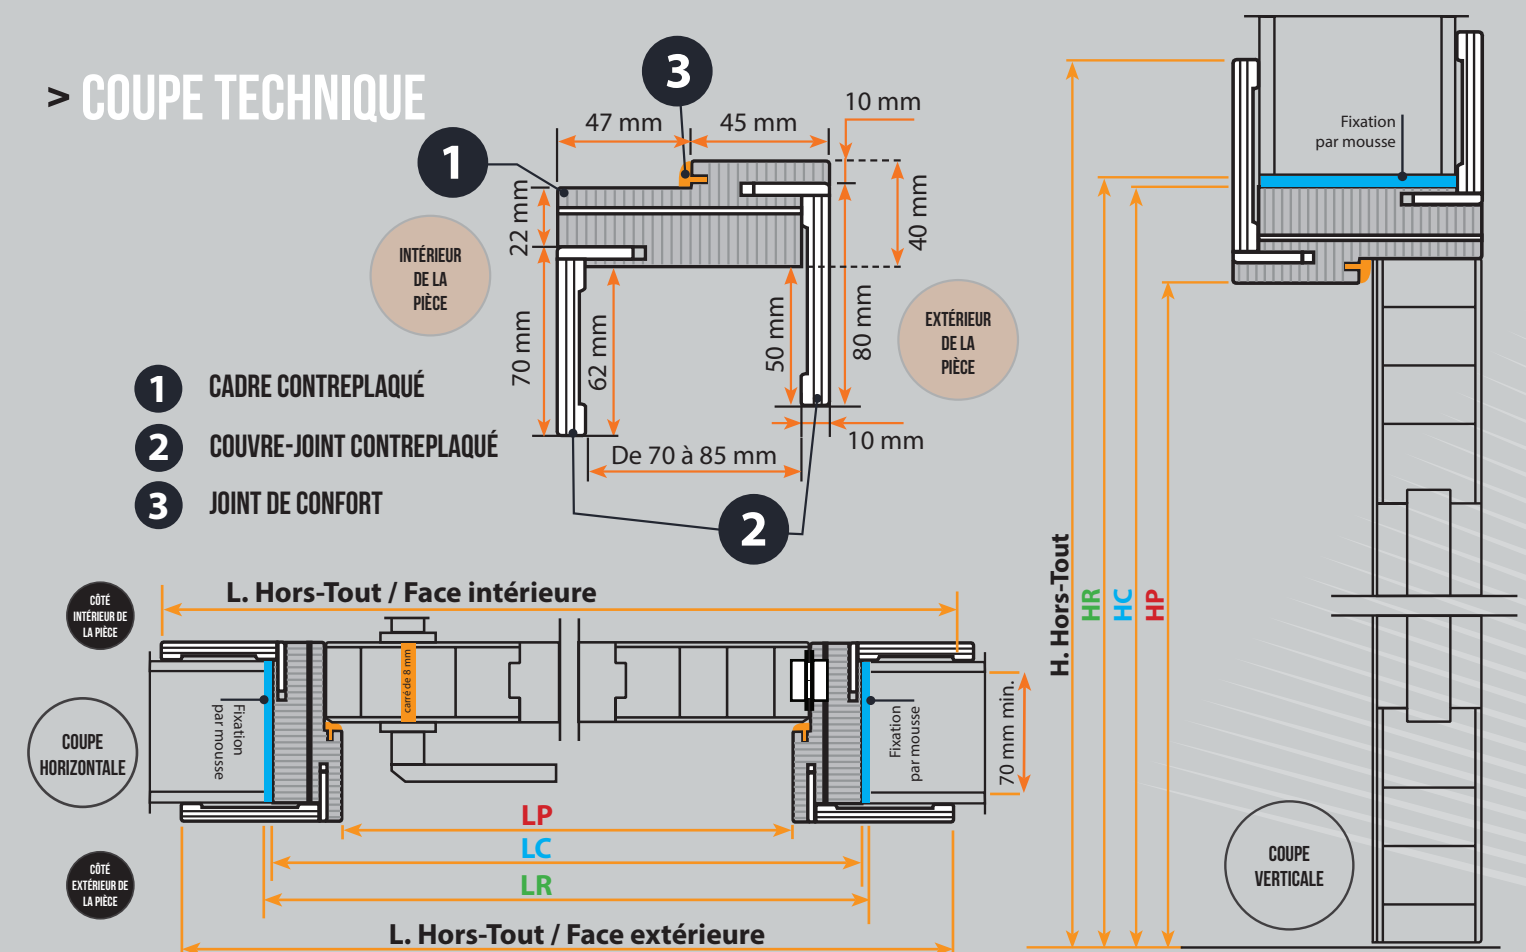 > COUPE TECHNIQUE
3
10 mm
47 mm
45 mm
1
22 mm
40 mm
INTÉRIEUR
DE LA
PIÈCE
EXTÉRIEUR
DE LA
PIÈCE
70 mm
62 mm
50 mm
80 mm
10 mm
De 70 à 85 mm
2
1 CADRE CONTREPLAQUÉ
2 COUVRE-JOINT CONTREPLAQUÉ
3 JOINT DE CONFORT
Fixation
par mousse
H. Hors-Tout
HR
HC
HP
CÔTÉ
INTÉRIEUR DE
LA PIÈCE
L. Hors-Tout / Face intérieure
carré de 8 mm
Fixation
par mousse
Fixation
par mousse
70 mm min.
COUPE
HORIZONTALE
LP
LC
LR
CÔTÉ
EXTÉRIEUR DE
LA PIÈCE
L. Hors-Tout / Face extérieure
COUPE
VERTICALE